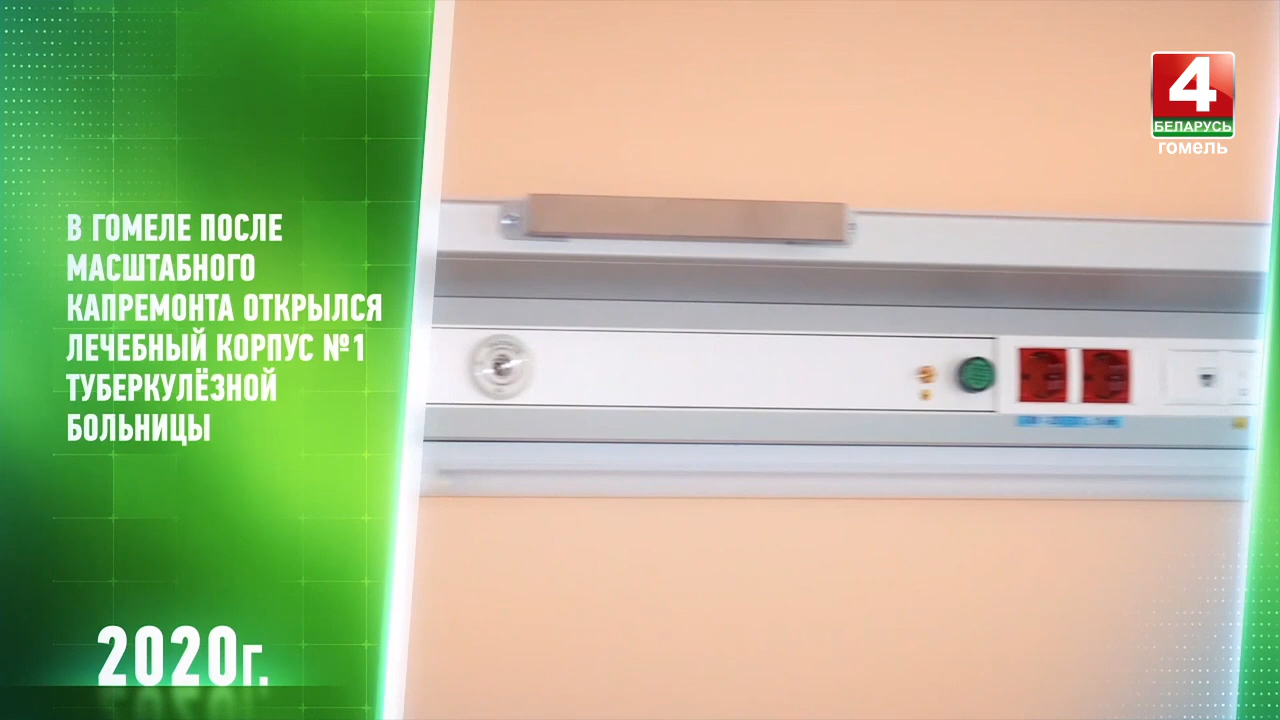 4
БЕЛАРУСЬ
гомель
В ГОМЕЛЕ ПОСЛЕ
МАСШТАБНОГО
КАПРЕМОНТА ОТКРЫЛСЯ
ЛЕЧЕБНЫЙ КОРПУС №1
ТУБЕРКУЛЁЗНОЙ
БОЛЬНИЦЫ
2020г.